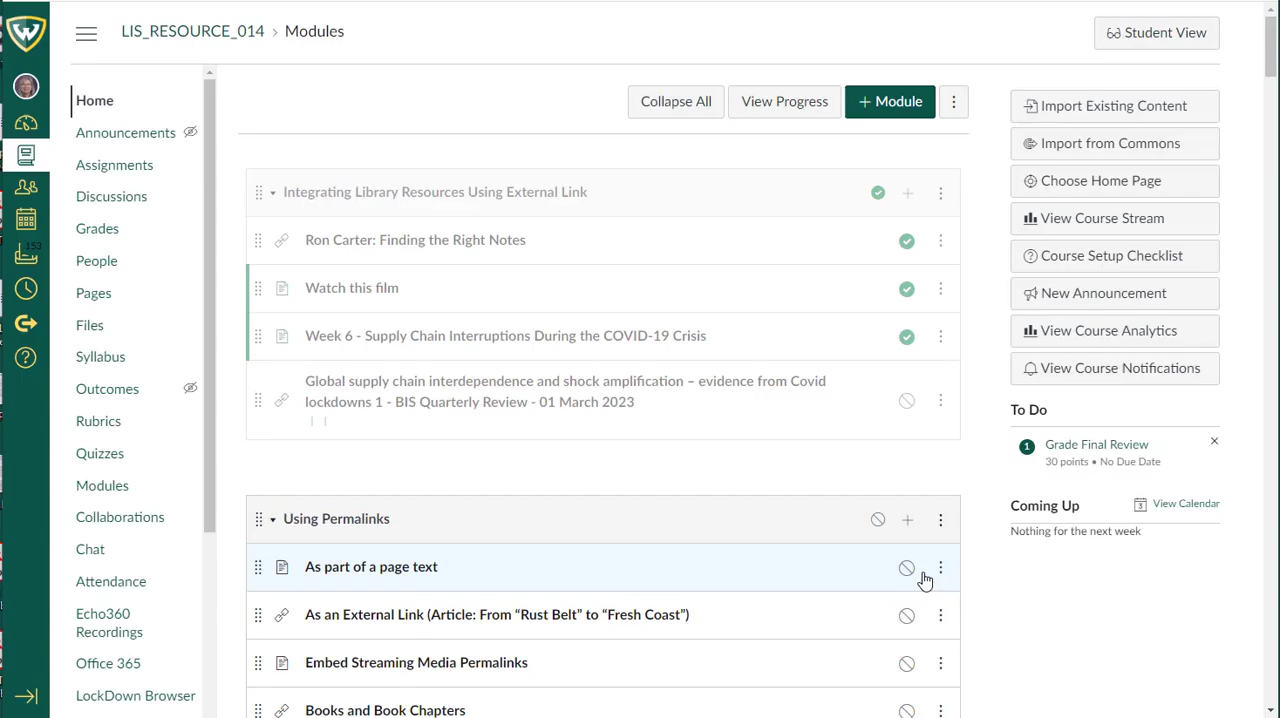 LIS_RESOURCE_014 › Modules
Student View
153
Home
Announcements
Assignments
Discussions
Grades
People
Pages
Files
Syllabus
Outcomes
Rubrics
Quizzes
Modules
Collaborations
Chat
Attendance
Echo360
Recordings
Office 365
LockDown Browser
Collapse All
View Progress
+ Module
Integrating Library Resources Using External Link
Ron Carter: Finding the Right Notes
Watch this film
Week 6 - Supply Chain Interruptions During the COVID-19 Crisis
Global supply chain interdependence and shock amplification – evidence from Covid
lockdowns 1 - BIS Quarterly Review - 01 March 2023
| |
Using Permalinks
As part of a page text
As an External Link (Article: From “Rust Belt” to “Fresh Coast”)
Embed Streaming Media Permalinks
Books and Book Chapters
Import Existing Content
Import from Commons
Choose Home Page
View Course Stream
Course Setup Checklist
New Announcement
View Course Analytics
View Course Notifications
To Do
1 Grade Final Review
30 points • No Due Date
Coming Up
3 View Calendar
Nothing for the next week